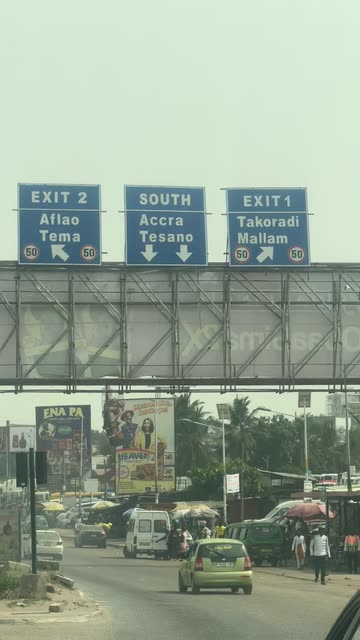 EXIT 2
Aflao
Tema
50
50
SOUTH
Accra
Tesano
EXIT 1
Takoradi
Mallam
50
50
ENA PA
HEAVEN